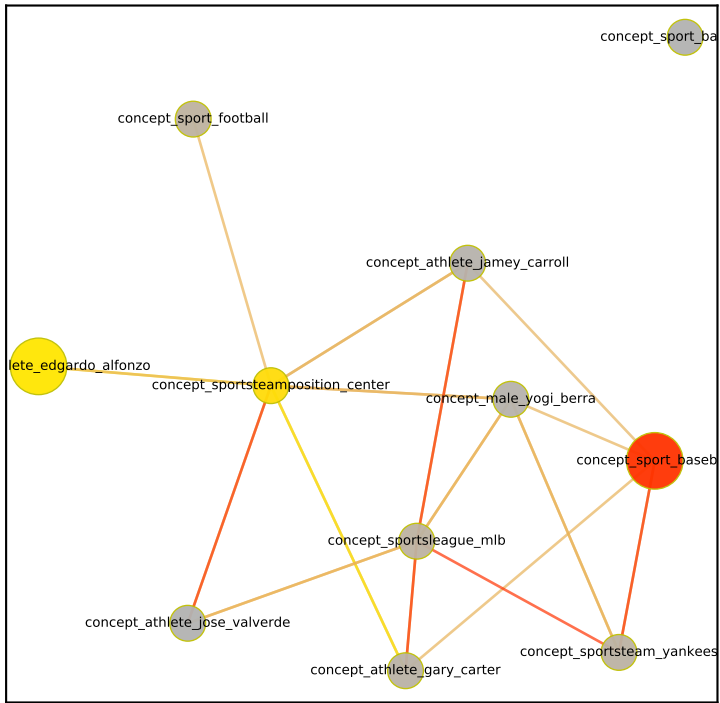 concept_sport_ba
concept_sport_football
concept_athlete_jamey_carroll
lete_edgardo_alfonzo
concept_sportsteamposition_center
concept_male_yogi_berra
concept_sport_baseb
concept_sportsleague_mlb
concept_athlete_jose_valverde
concept_sportsteam_yankees
concept_athlete_gary_carter